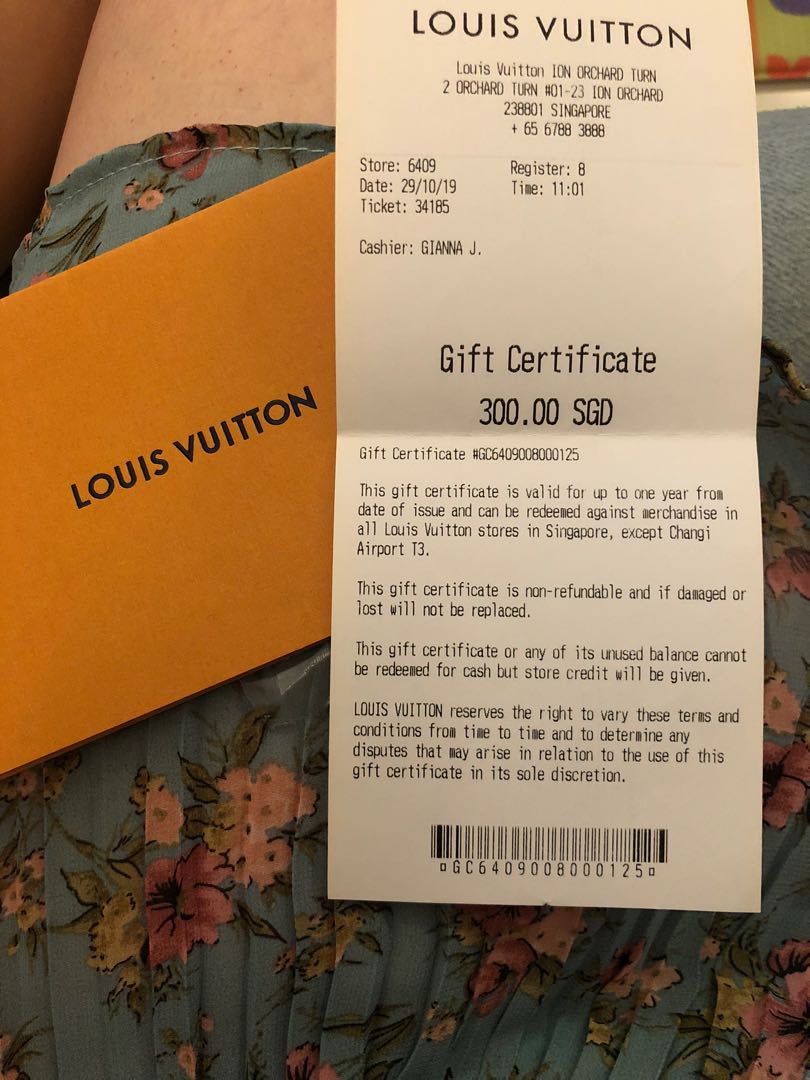 LOUIS VUITTON
Louis Vuitton ION ORCHARD TURN
2 ORCHARD TURN #01-23 ION ORCHARD
238801 SINGAPORE
+ 65 6788 3888
Store: 6409 Register: 8
Date: 29/10/19 Time: 11:01
Ticket: 34185
Cashier: GIANNA J.
Gift Certificate
300.00 SGD
Gift Certificate #GC6409008000125
This gift certificate is valid for up to one year from
date of issue and can be redeemed against merchandise in
all Louis Vuitton stores in Singapore, except Changi
Airport T3.
This gift certificate is non-refundable and if damaged or
lost will not be replaced.
This gift certificate or any of its unused balance cannot
be redeemed for cash but store credit will be given.
LOUIS VUITTON reserves the right to vary these terms and
conditions from time to time and to determine any
disputes that may arise in relation to the use of this
gift certificate in its sole discretion.
¤GC6409008000125¤
LOUIS VUITTON